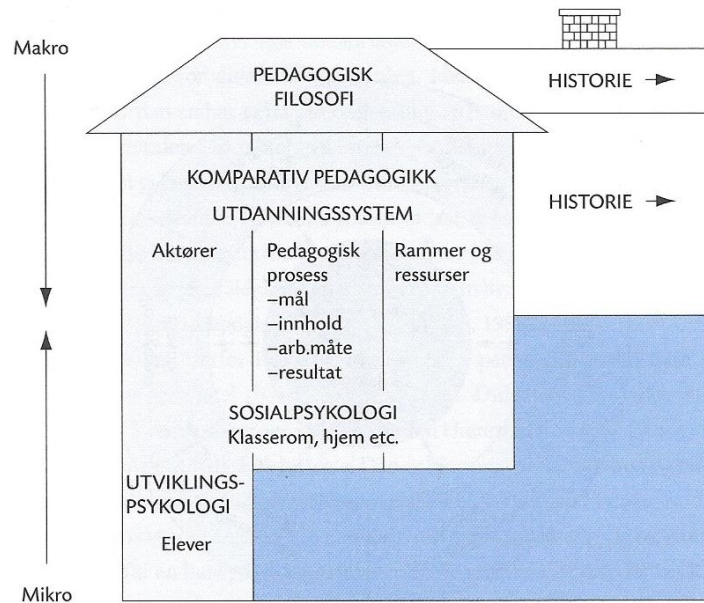 Makro
PEDAGOGISK
FILOSOFI
HISTORIE
KOMPARATIV PEDAGOGIKK
HISTORIE
UTDANNINGSSYSTEM
Aktører
Pedagogisk
prosess
–mål
–innhold
–arb.måte
–resultat
Rammer og
ressurser
SOSIALPSYKOLOGI
Klasserom, hjem etc.
UTVIKLINGS-
PSYKOLOGI
Elever
Mikro